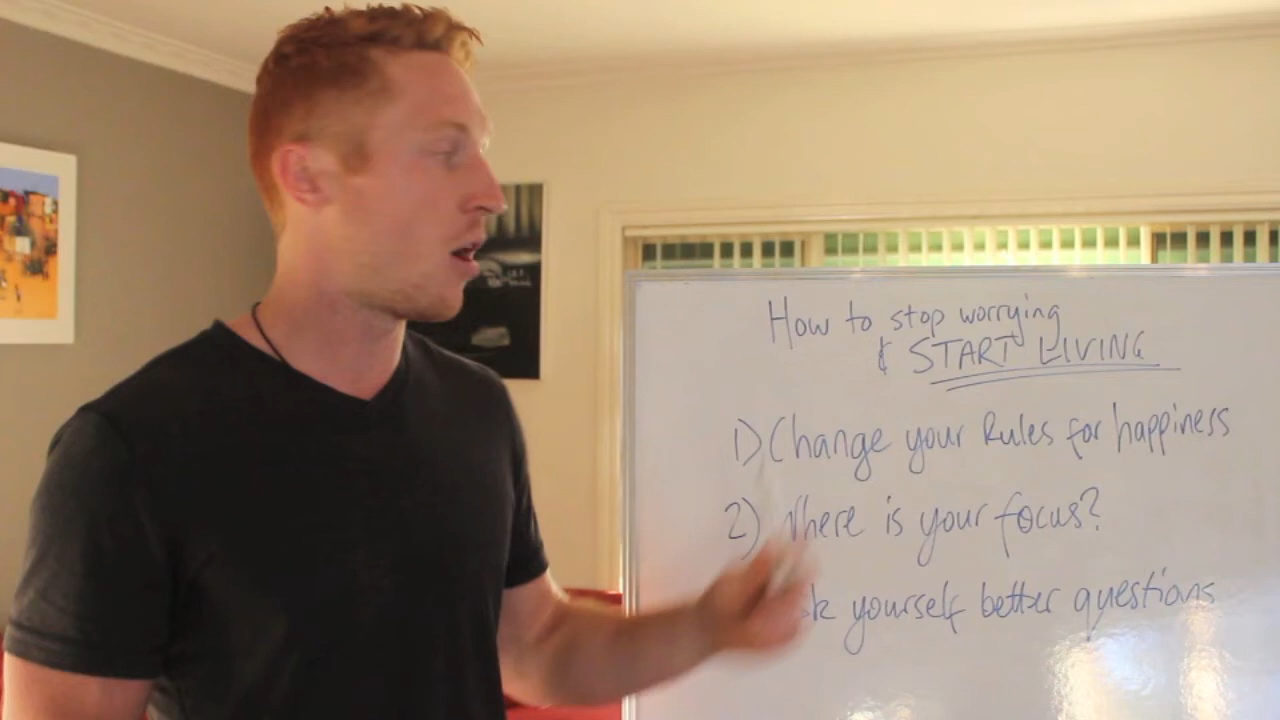 How to stop worrying
& START LIVING
1) Change your Rules for happiness
2) Where is your focus?
yourself better questions